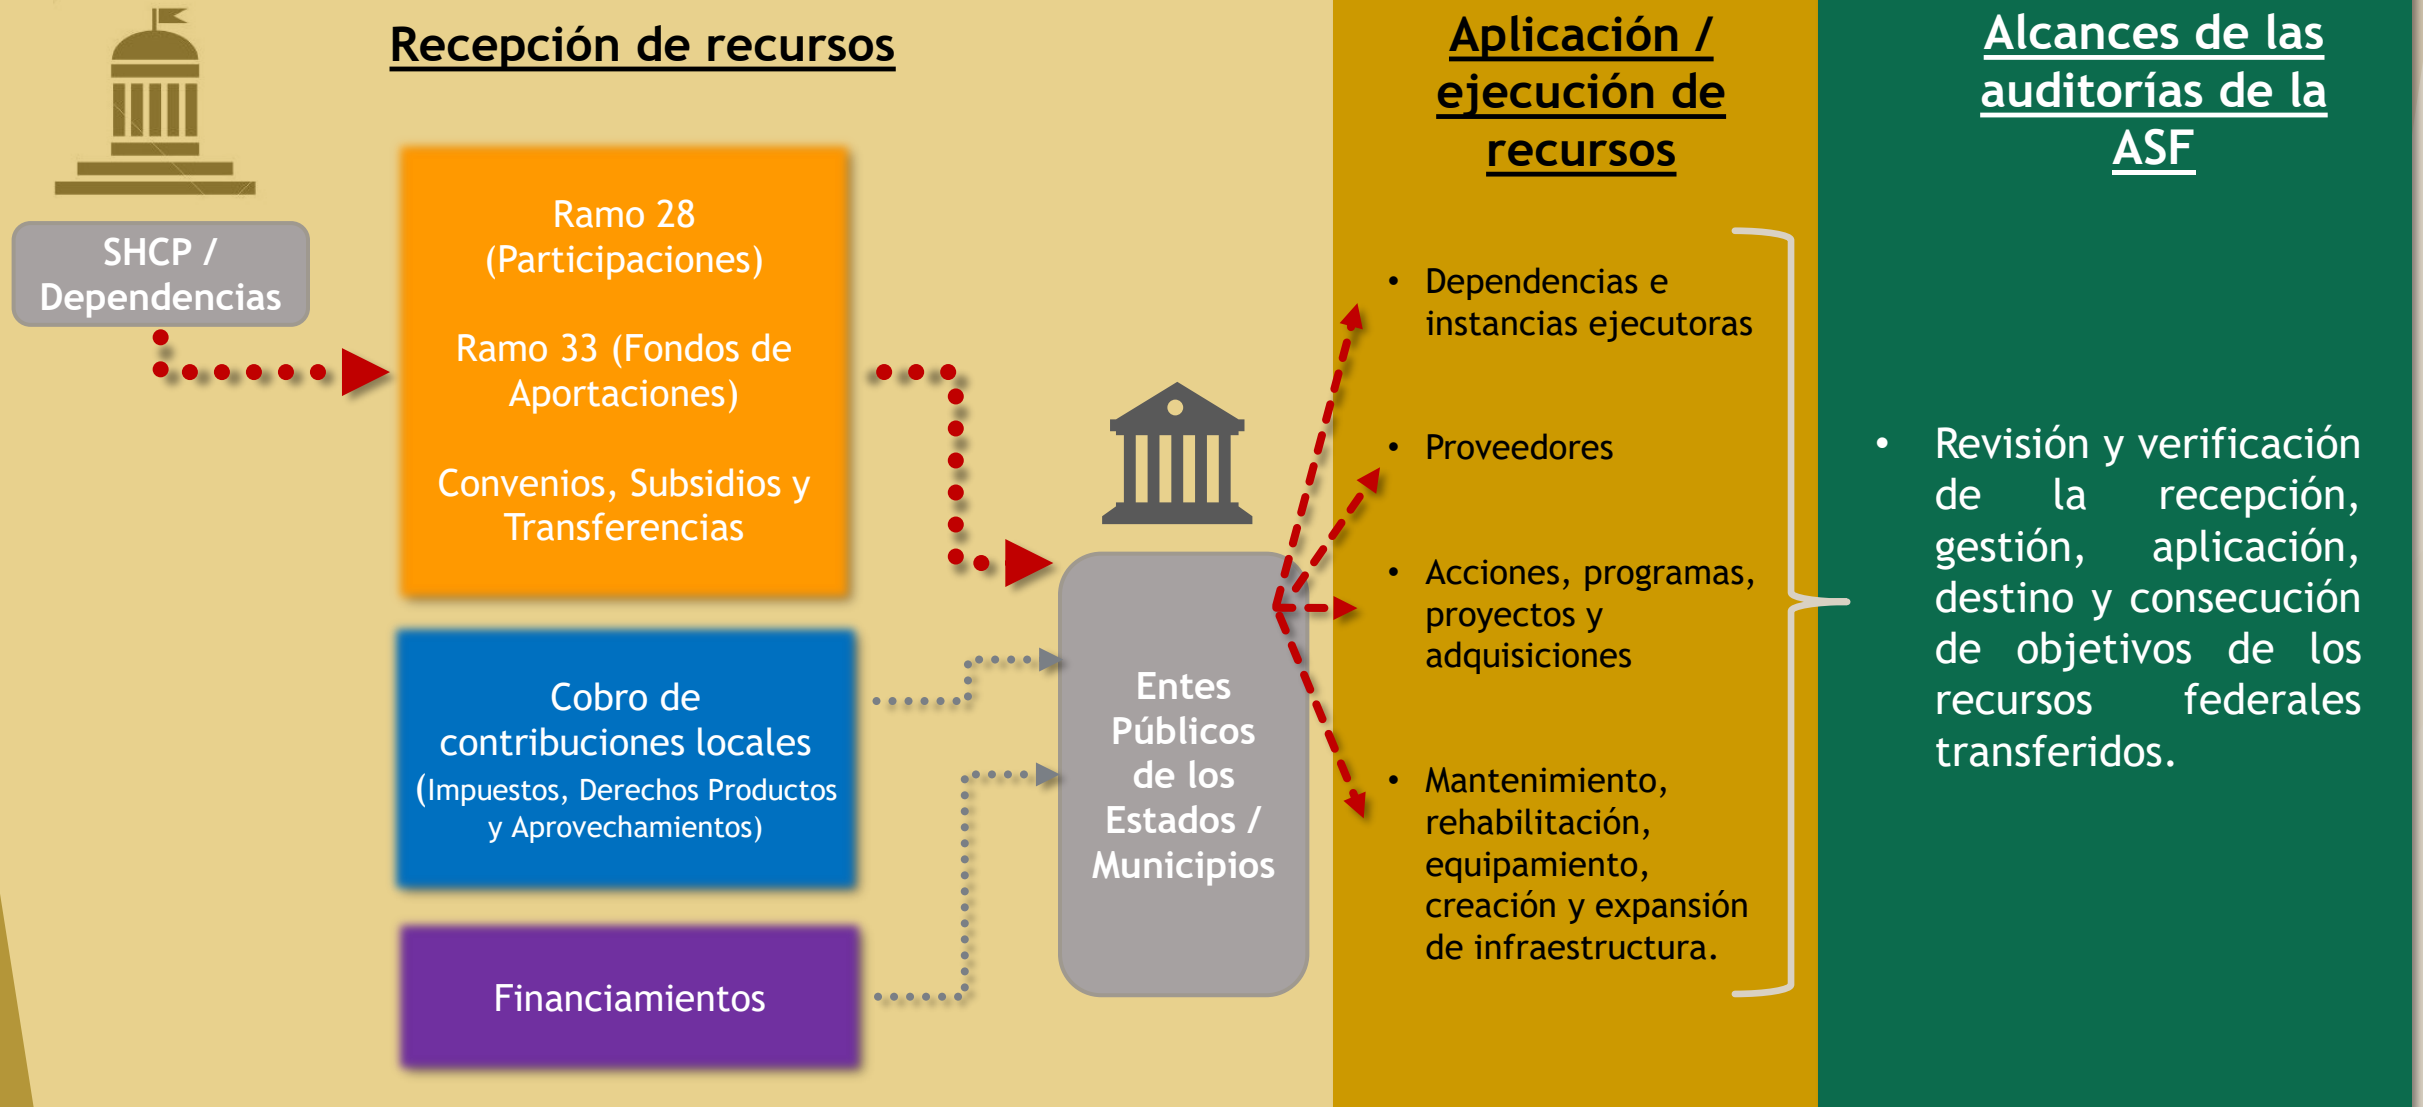 Recepción de recursos
SHCP /
Dependencias
Ramo 28
(Participaciones)
Ramo 33 (Fondos de
Aportaciones)
Convenios, Subsidios y
Transferencias
Cobro de
contribuciones locales
(Impuestos, Derechos Productos
y Aprovechamientos)
Financiamientos
Entes
Públicos
de los
Estados /
Municipios
Aplicación /
ejecución de
recursos
• Dependencias e
instancias ejecutoras
• Proveedores
• Acciones, programas,
proyectos y
adquisiciones
• Mantenimiento,
rehabilitación,
equipamiento,
creación y expansión
de infraestructura.
Alcances de las
auditorías de la
ASF
• Revisión y verificación
de la recepción,
gestión, aplicación,
destino y consecución
de objetivos de los
recursos federales
transferidos.